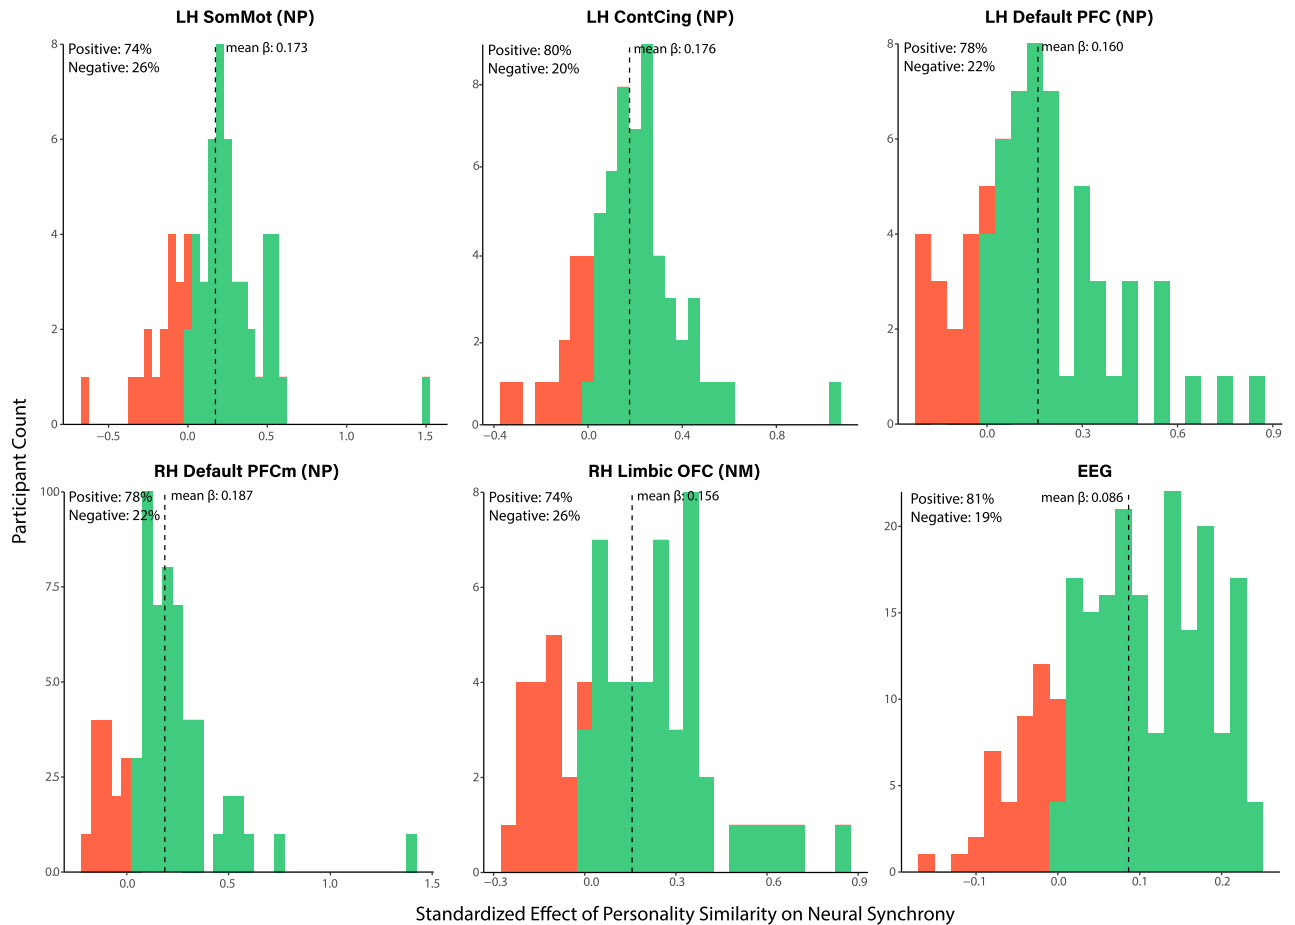 LH SomMot (NP)
Positive: 74%
Negative: 26%
mean β: 0.173
8
6
4
2
0
−0.5
0.0
0.5
1.0
1.5
LH ContCing (NP)
Positive: 80%
Negative: 20%
mean β: 0.176
8
6
4
2
0
−0.4
0.0
0.4
0.8
LH Default PFC (NP)
Positive: 78%
Negative: 22%
mean β: 0.160
8
6
4
2
0
0.0
0.3
0.6
0.9
Participant Count
RH Default PFCm (NP)
Positive: 78%
Negative: 22%
mean β: 0.187
100
7.5
5.0
2.5
0.0
0.0
0.5
1.0
1.5
RH Limbic OFC (NM)
Positive: 74%
Negative: 26%
mean β: 0.156
8
6
4
2
0
−0.3
0.0
0.3
0.6
0.9
EEG
Positive: 81%
Negative: 19%
mean β: 0.086
20
15
10
5
0
−0.1
0.0
0.1
0.2
Standardized Effect of Personality Similarity on Neural Synchrony